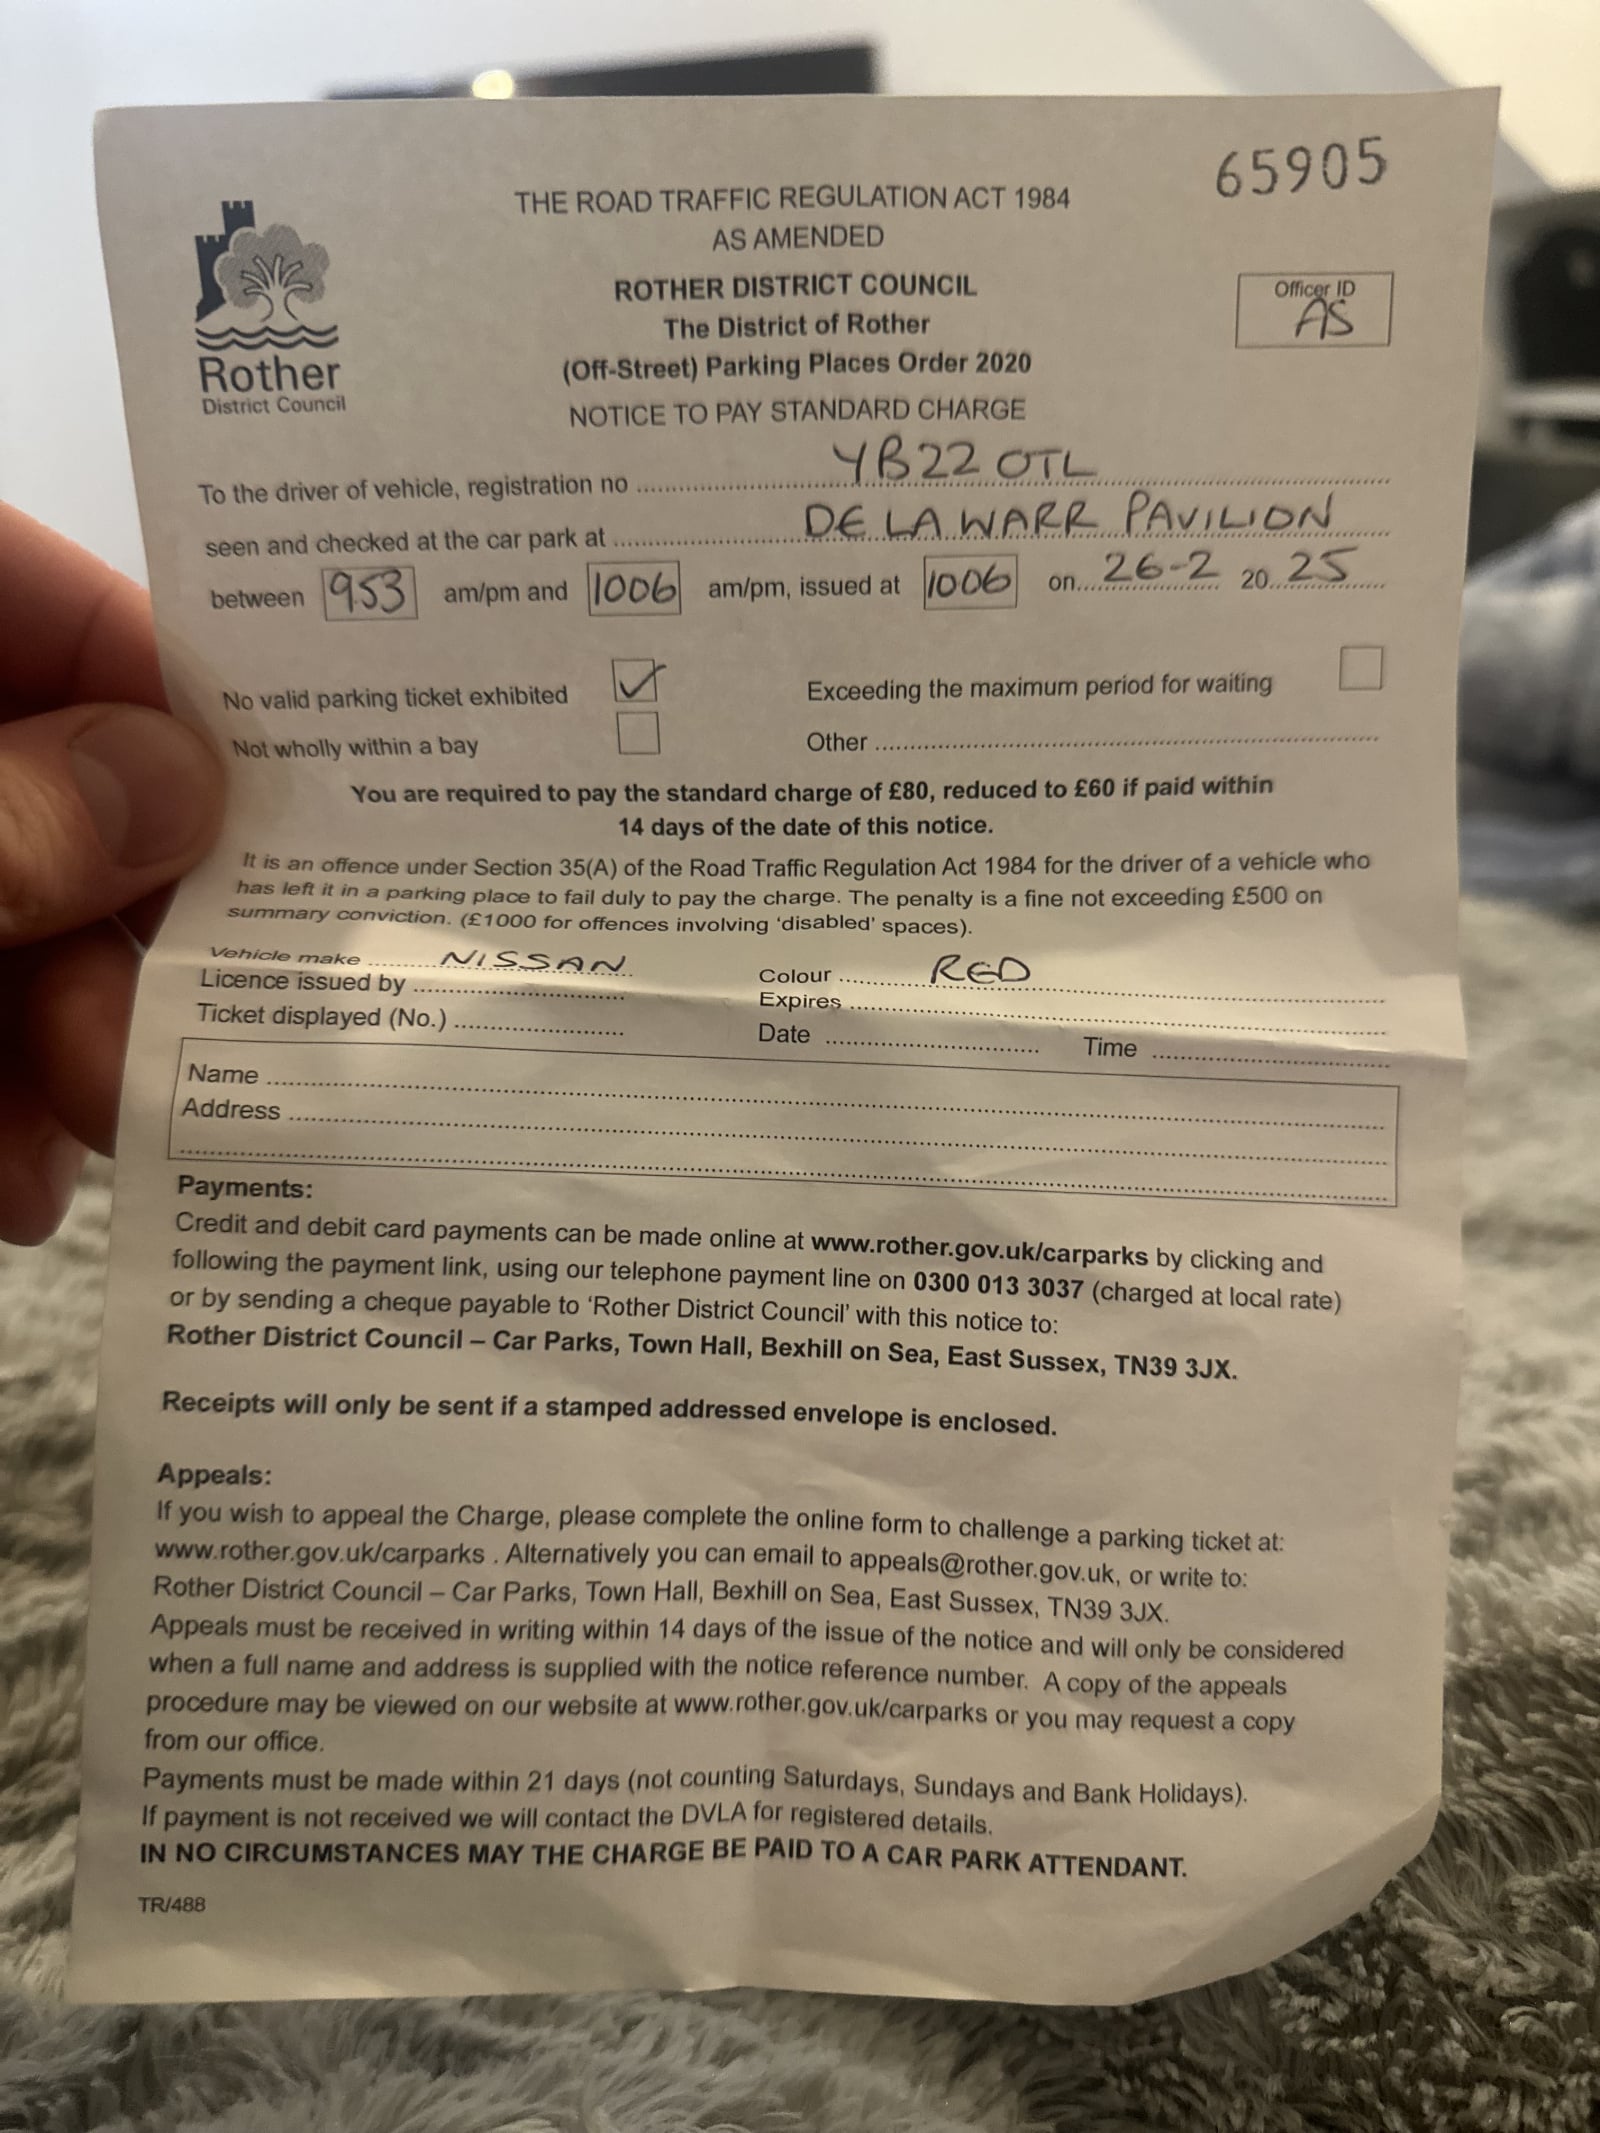 65905
THE ROAD TRAFFIC REGULATION ACT 1984
AS AMENDED
ROTHER DISTRICT COUNCIL
The District of Rother
(Off-Street) Parking Places Order 2020
NOTICE TO PAY STANDARD CHARGE
Rother
District Council
Officer ID
AS
To the driver of vehicle, registration no YB22 OTL
seen and checked at the car park at DE LA WARR PAVILION
between 953 am/pm and 1006 am/pm, issued at 1006 on 26-2 20 25
No valid parking ticket exhibited ✓ Exceeding the maximum period for waiting
Not wholly within a bay Other
You are required to pay the standard charge of £80, reduced to £60 if paid within
14 days of the date of this notice.
It is an offence under Section 35(A) of the Road Traffic Regulation Act 1984 for the driver of a vehicle who
has left it in a parking place to fail duly to pay the charge. The penalty is a fine not exceeding £500 on
summary conviction. (£1000 for offences involving 'disabled' spaces).
Vehicle make NISSAN Colour RED
Licence issued by Expires
Ticket displayed (No.) Date Time
Name
Address
Payments:
Credit and debit card payments can be made online at www.rother.gov.uk/carparks by clicking and
following the payment link, using our telephone payment line on 0300 013 3037 (charged at local rate)
or by sending a cheque payable to 'Rother District Council' with this notice to:
Rother District Council – Car Parks, Town Hall, Bexhill on Sea, East Sussex, TN39 3JX.
Receipts will only be sent if a stamped addressed envelope is enclosed.
Appeals:
If you wish to appeal the Charge, please complete the online form to challenge a parking ticket at:
www.rother.gov.uk/carparks . Alternatively you can email to appeals@rother.gov.uk, or write to:
Rother District Council – Car Parks, Town Hall, Bexhill on Sea, East Sussex, TN39 3JX.
Appeals must be received in writing within 14 days of the issue of the notice and will only be considered
when a full name and address is supplied with the notice reference number. A copy of the appeals
procedure may be viewed on our website at www.rother.gov.uk/carparks or you may request a copy
from our office.
Payments must be made within 21 days (not counting Saturdays, Sundays and Bank Holidays).
If payment is not received we will contact the DVLA for registered details.
IN NO CIRCUMSTANCES MAY THE CHARGE BE PAID TO A CAR PARK ATTENDANT.
TR/488